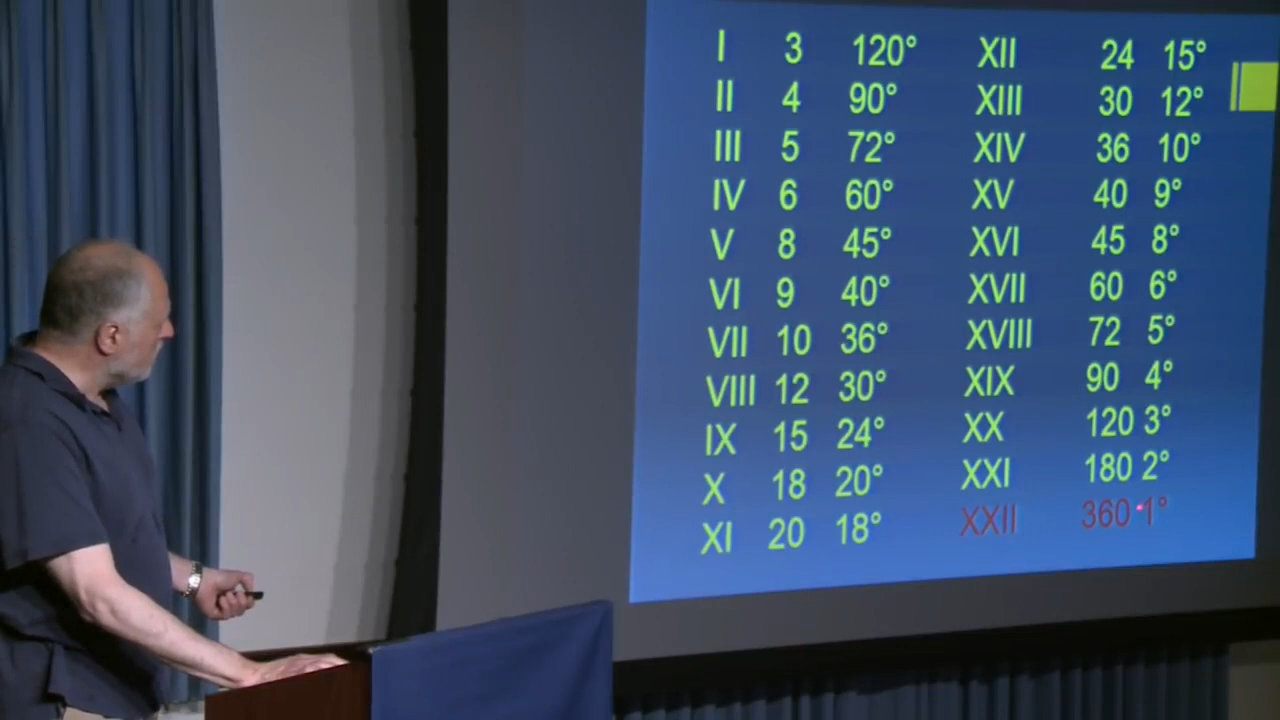 I 3 120° XII 24 15°
II 4 90° XIII 30 12°
III 5 72° XIV 36 10°
IV 6 60° XV 40 9°
V 8 45° XVI 45 8°
VI 9 40° XVII 60 6°
VII 10 36° XVIII 72 5°
VIII 12 30° XIX 90 4°
IX 15 24° XX 120 3°
X 18 20° XXI 180 2°
XI 20 18° XXII 360 1°